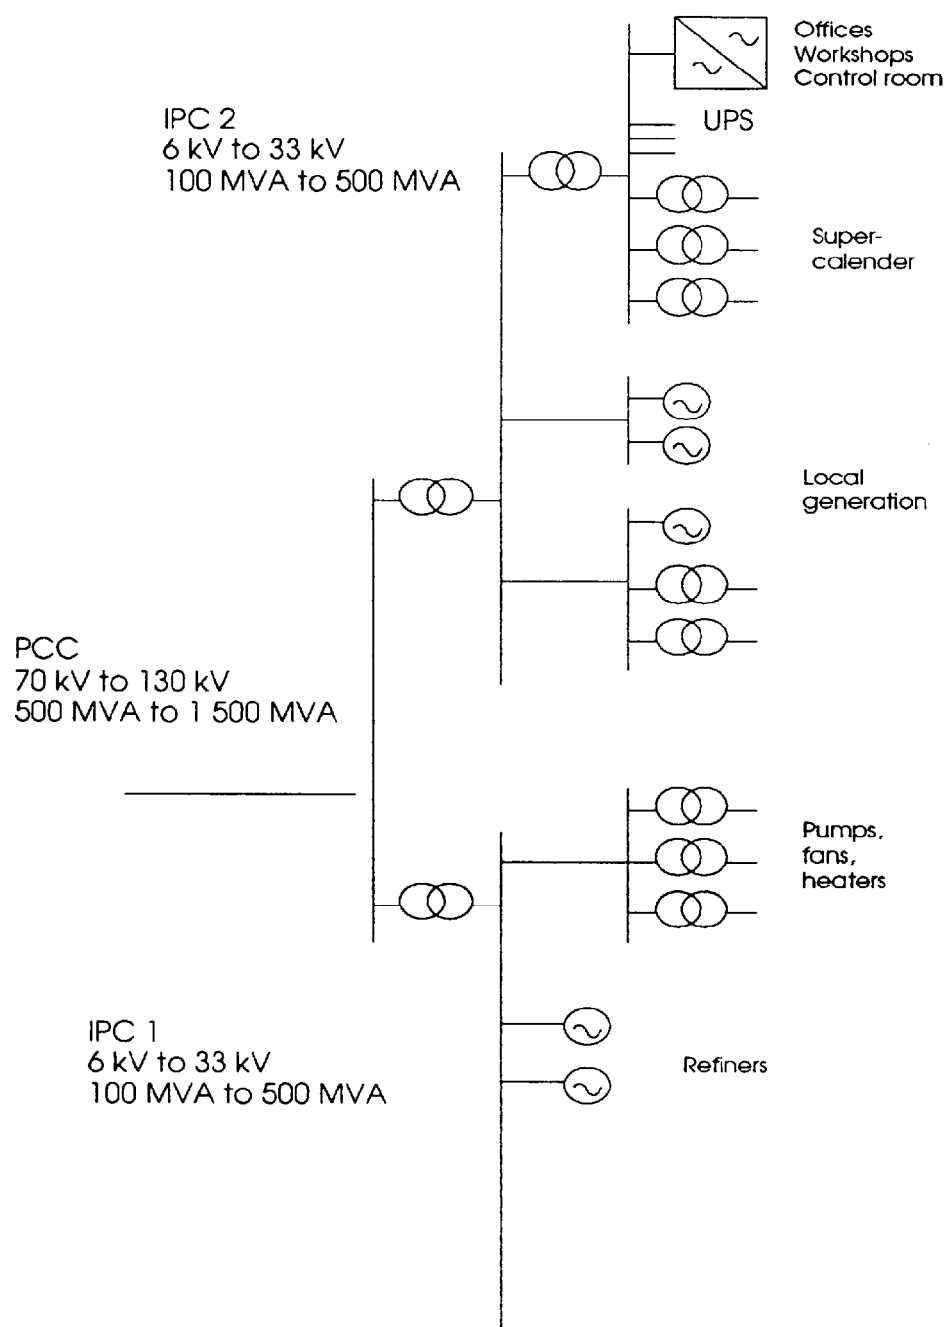 Offices
Workshops
Control room
UPS
IPC 2
6 kV to 33 kV
100 MVA to 500 MVA
Super-
calender
Local
generation
PCC
70 kV to 130 kV
500 MVA to 1 500 MVA
Pumps,
fans,
heaters
IPC 1
6 kV to 33 kV
100 MVA to 500 MVA
Refiners